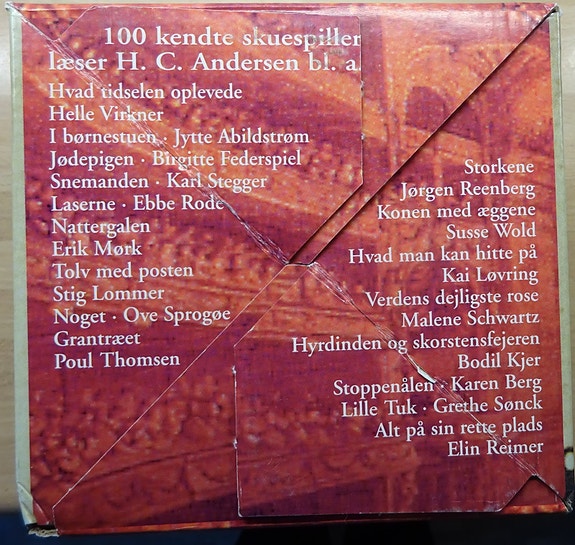 100 kendte skuespiller
læser H. C. Andersen bl. a
Hvad tidselen oplevede
Helle Virkner
I børnestuen · Jytte Abildstrøm
Jødepigen · Birgitte Federspiel
Snemanden · Karl Stegger
Laserne · Ebbe Rode
Nattergalen
Erik Mørk
Tolv med posten
Stig Lommer
Noget · Ove Sprogøe
Grantræet
Poul Thomsen
Storkene
Jørgen Reenberg
Konen med æggene
Susse Wold
Hvad man kan hitte på
Kai Løvring
Verdens dejligste rose
Malene Schwartz
Hyrdinden og skorstensfejeren
Bodil Kjer
Stoppenålen · Karen Berg
Lille Tuk · Grethe Sønck
Alt på sin rette plads
Elin Reimer